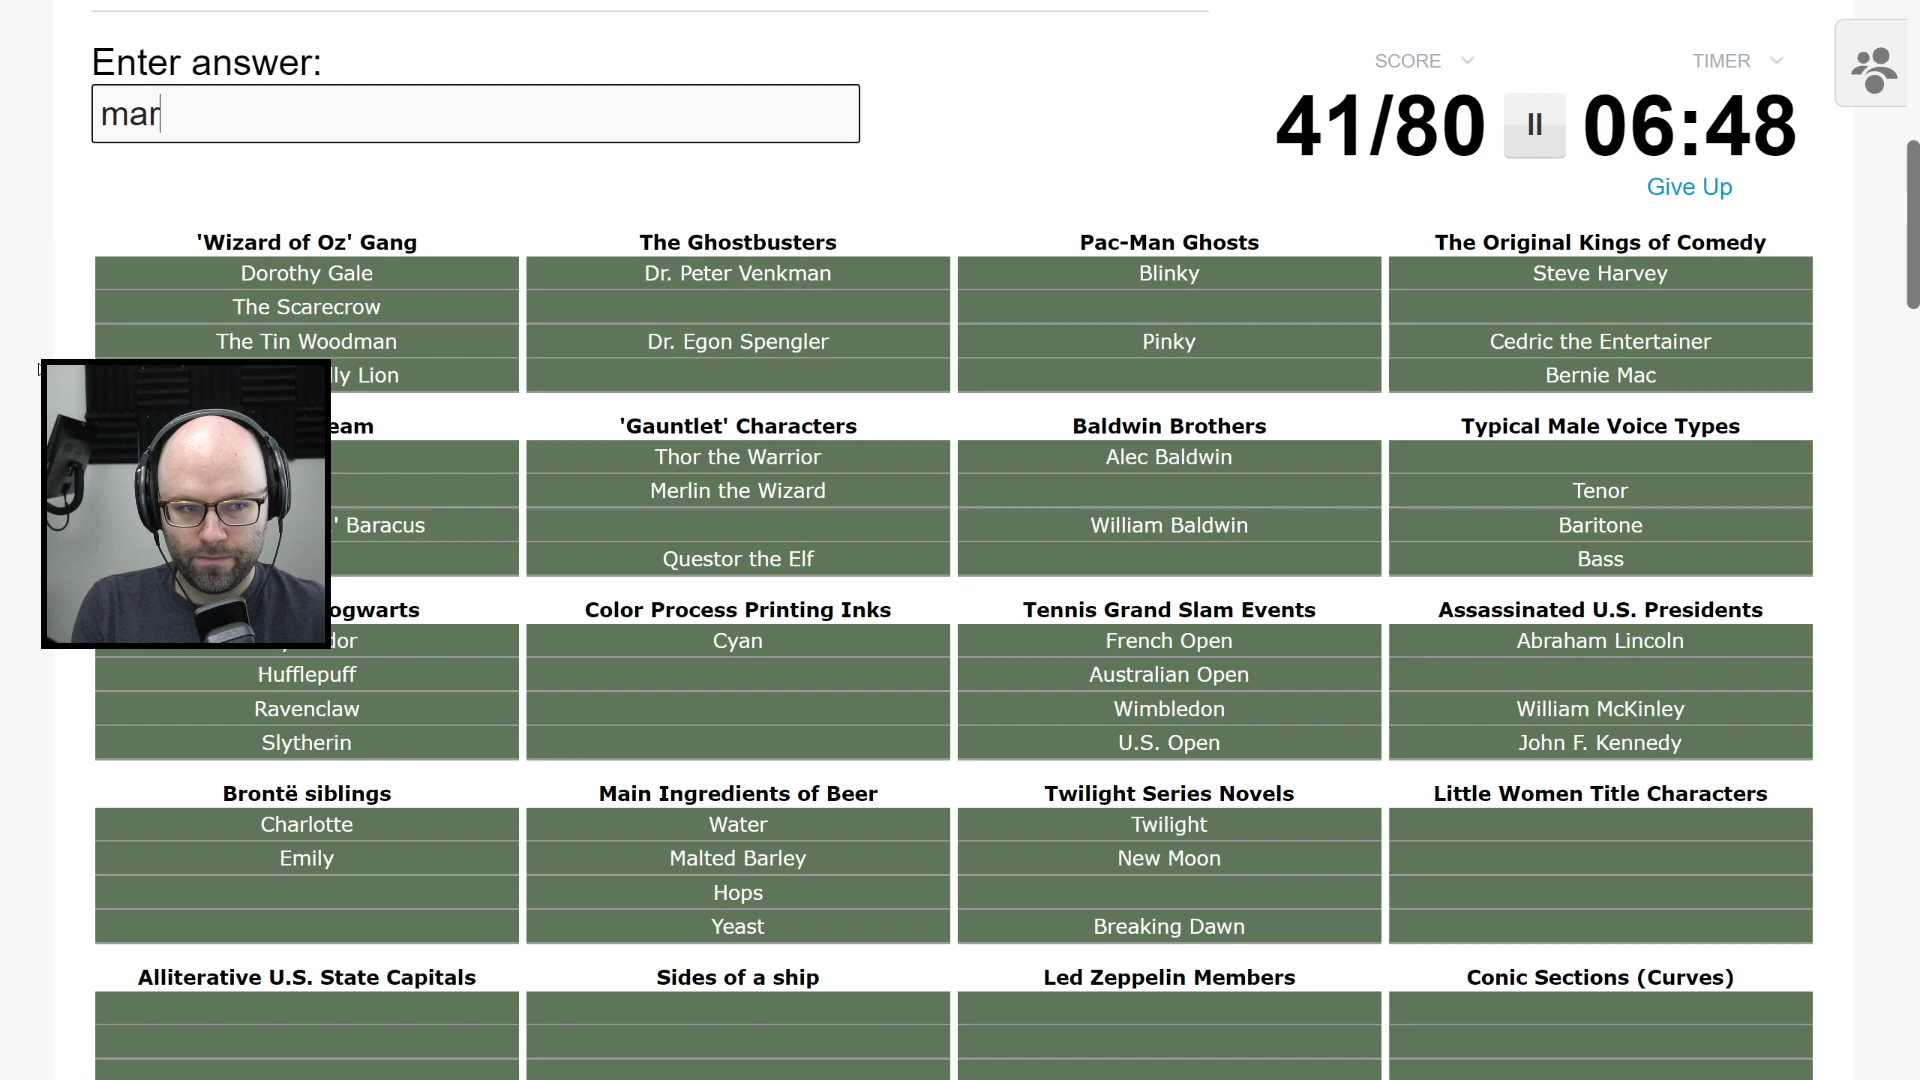 Enter answer:
mar
SCORE
TIMER
41/80
06:48
Give Up
'Wizard of Oz' Gang
Dorothy Gale
The Scarecrow
The Tin Woodman
lly Lion
The Ghostbusters
Dr. Peter Venkman
Dr. Egon Spengler
Pac-Man Ghosts
Blinky
Pinky
The Original Kings of Comedy
Steve Harvey
Cedric the Entertainer
Bernie Mac
eam
' Baracus
'Gauntlet' Characters
Thor the Warrior
Merlin the Wizard
Questor the Elf
Baldwin Brothers
Alec Baldwin
William Baldwin
Typical Male Voice Types
Tenor
Baritone
Bass
ogwarts
dor
Hufflepuff
Ravenclaw
Slytherin
Color Process Printing Inks
Cyan
Tennis Grand Slam Events
French Open
Australian Open
Wimbledon
U.S. Open
Assassinated U.S. Presidents
Abraham Lincoln
William McKinley
John F. Kennedy
Brontë siblings
Charlotte
Emily
Main Ingredients of Beer
Water
Malted Barley
Hops
Yeast
Twilight Series Novels
Twilight
New Moon
Breaking Dawn
Little Women Title Characters
Alliterative U.S. State Capitals
Sides of a ship
Led Zeppelin Members
Conic Sections (Curves)